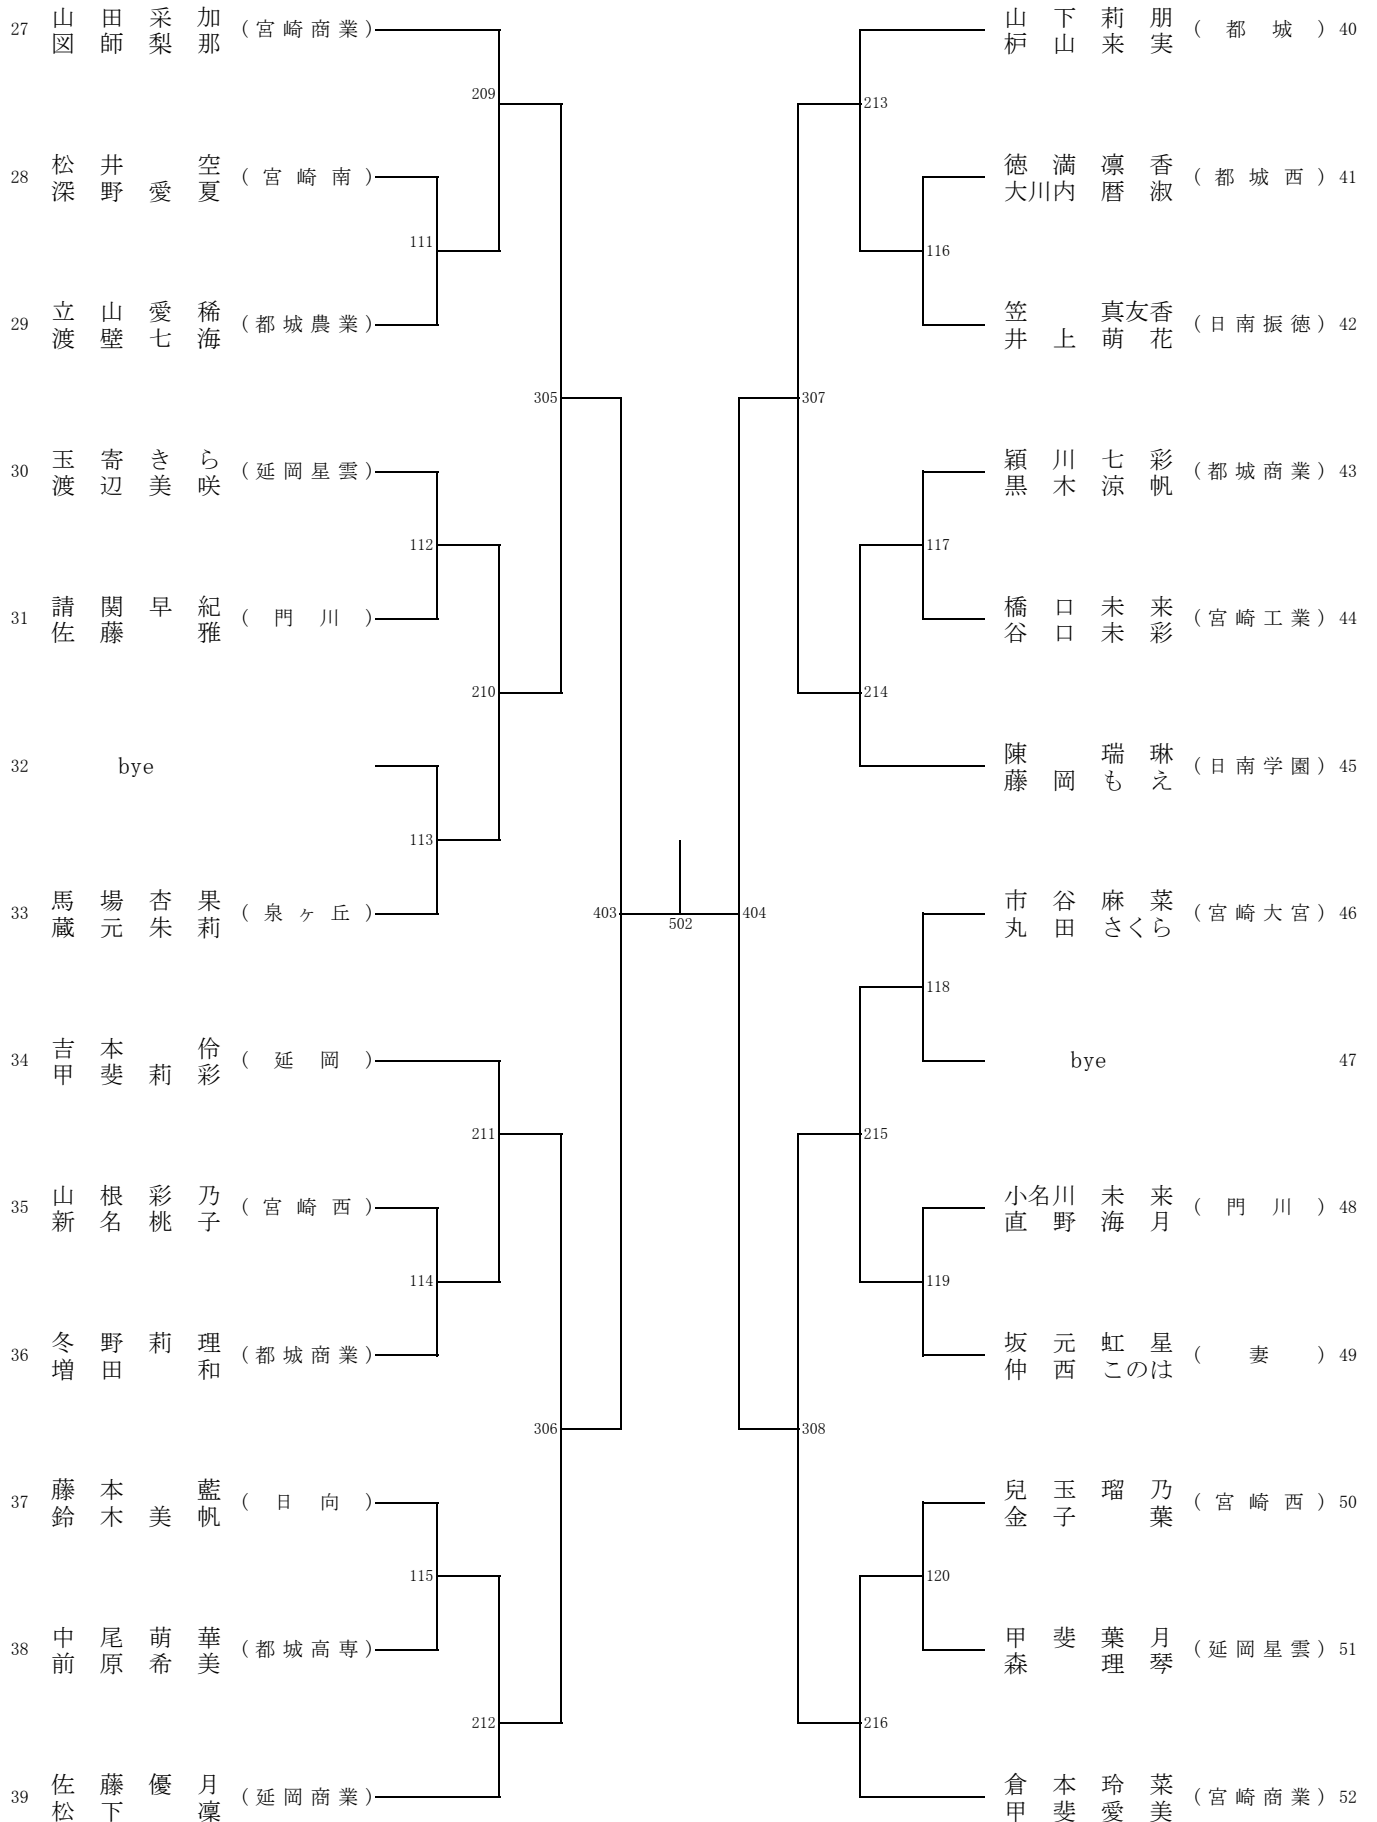 27 山田采加 (宮崎商業)
図師梨那
209
28 松井 空 (宮崎南)
深野愛夏
111
29 立山愛稀 (都城農業)
渡壁七海
305
30 玉寄きら (延岡星雲)
渡辺美咲
112
31 請関早紀 (門川)
佐藤 雅
210
32 bye
113
33 馬場杏果 (泉ヶ丘)
蔵元朱莉
403
34 吉本 伶 (延岡)
甲斐莉彩
211
35 山根彩乃 (宮崎西)
新名桃子
114
36 冬野莉理 (都城商業)
増田 和
306
37 藤本 藍 (日向)
鈴木美帆
115
38 中尾萌華 (都城高専)
前原希美
212
39 佐藤優月 (延岡商業)
松下 凜
502
山下莉朋 (都城) 40
枦山来実
213
徳満凛香 (都城西) 41
大川内暦淑
116
笠 真友香 (日南振徳) 42
井上萌花
307
穎川七彩 (都城商業) 43
黒木涼帆
117
橋口未来 (宮崎工業) 44
谷口未彩
214
陳 瑞琳 (日南学園) 45
藤岡もえ
404
市谷麻菜 (宮崎大宮) 46
丸田さくら
118
bye 47
215
小名川未来 (門川) 48
直野海月
119
坂元虹星 (妻) 49
仲西このは
308
兒玉瑠乃 (宮崎西) 50
金子 葉
120
甲斐葉月 (延岡星雲) 51
森 理琴
216
倉本玲菜 (宮崎商業) 52
甲斐愛美